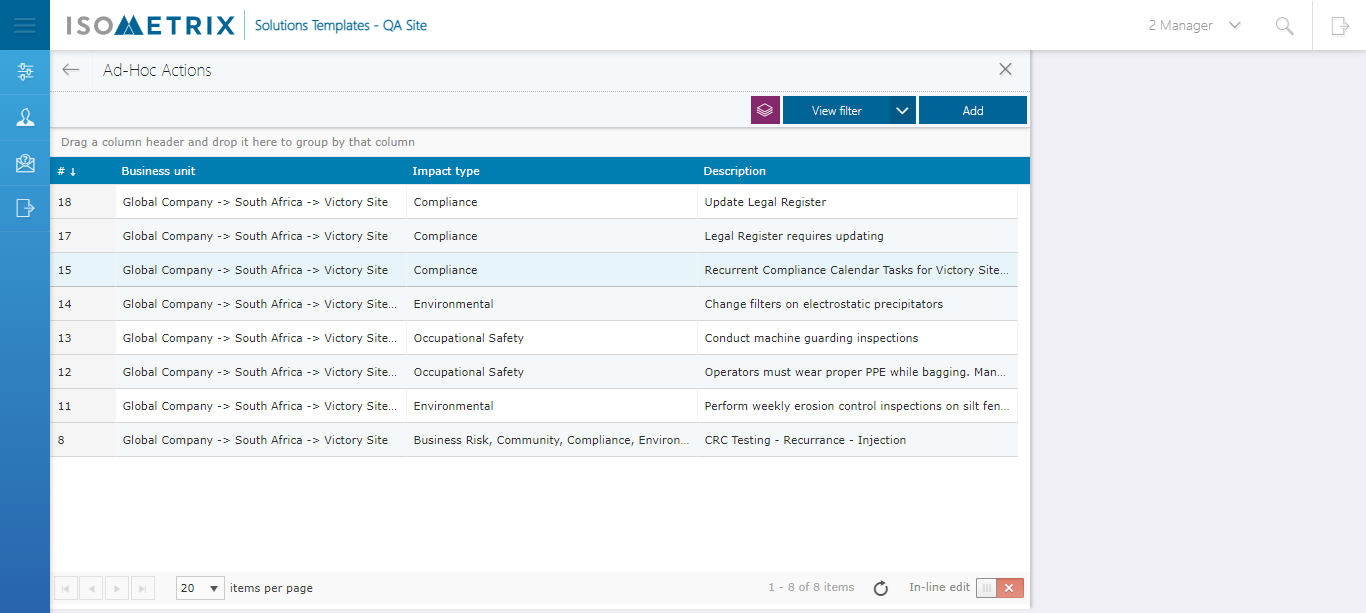 ISOMETRIX Solutions Templates - QA Site 2 Manager
Ad-Hoc Actions
View filter Add
Drag a column header and drop it here to group by that column
# ↓ Business unit Impact type Description
18 Global Company -> South Africa -> Victory Site Compliance Update Legal Register
17 Global Company -> South Africa -> Victory Site Compliance Legal Register requires updating
15 Global Company -> South Africa -> Victory Site Compliance Recurrent Compliance Calendar Tasks for Victory Site...
14 Global Company -> South Africa -> Victory Site... Environmental Change filters on electrostatic precipitators
13 Global Company -> South Africa -> Victory Site... Occupational Safety Conduct machine guarding inspections
12 Global Company -> South Africa -> Victory Site... Occupational Safety Operators must wear proper PPE while bagging. Man...
11 Global Company -> South Africa -> Victory Site... Environmental Perform weekly erosion control inspections on silt fen...
8 Global Company -> South Africa -> Victory Site Business Risk, Community, Compliance, Environ... CRC Testing - Recurrance - Injection
20 items per page 1 - 8 of 8 items In-line edit